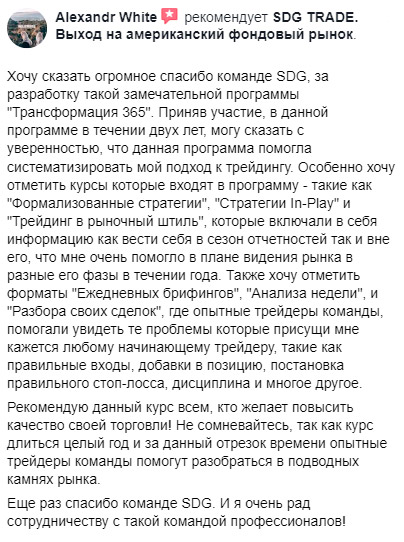 Alexandr White рекомендует SDG TRADE.
Выход на американский фондовый рынок.
Хочу сказать огромное спасибо команде SDG, за
разработку такой замечательной программы
"Трансформация 365". Приняв участие, в данной
программе в течении двух лет, могу сказать с
уверенностью, что данная программа помогла
систематизировать мой подход к трейдингу. Особенно хочу
отметить курсы которые входят в программу - такие как
"Формализованные стратегии", "Стратегии In-Play" и
"Трейдинг в рыночный штиль", которые включали в себя
информацию как вести себя в сезон отчетностей так и вне
его, что мне очень помогло в плане видения рынка в
разные его фазы в течении года. Также хочу отметить
форматы "Ежедневных брифингов", "Анализа недели", и
"Разбора своих сделок", где опытные трейдеры команды,
помогали увидеть те проблемы которые присущи мне
кажется любому начинающему трейдеру, такие как
правильные входы, добавки в позицию, постановка
правильного стоп-лосса, дисциплина и многое другое.
Рекомендую данный курс всем, кто желает повысить
качество своей торговли! Не сомневайтесь, так как курс
длиться целый год и за данный отрезок времени опытные
трейдеры команды помогут разобраться в подводных
камнях рынка.
Еще раз спасибо команде SDG. И я очень рад
сотрудничеству с такой командой профессионалов!